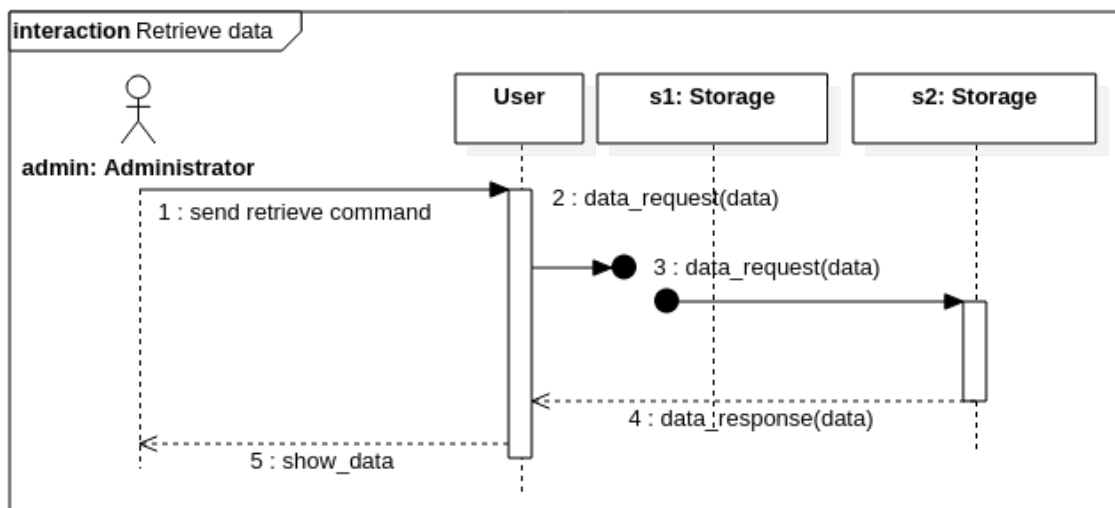 interaction Retrieve data
User
s1: Storage
s2: Storage
admin: Administrator
1 : send retrieve command
2 : data_request(data)
3 : data_request(data)
4 : data_response(data)
5 : show_data